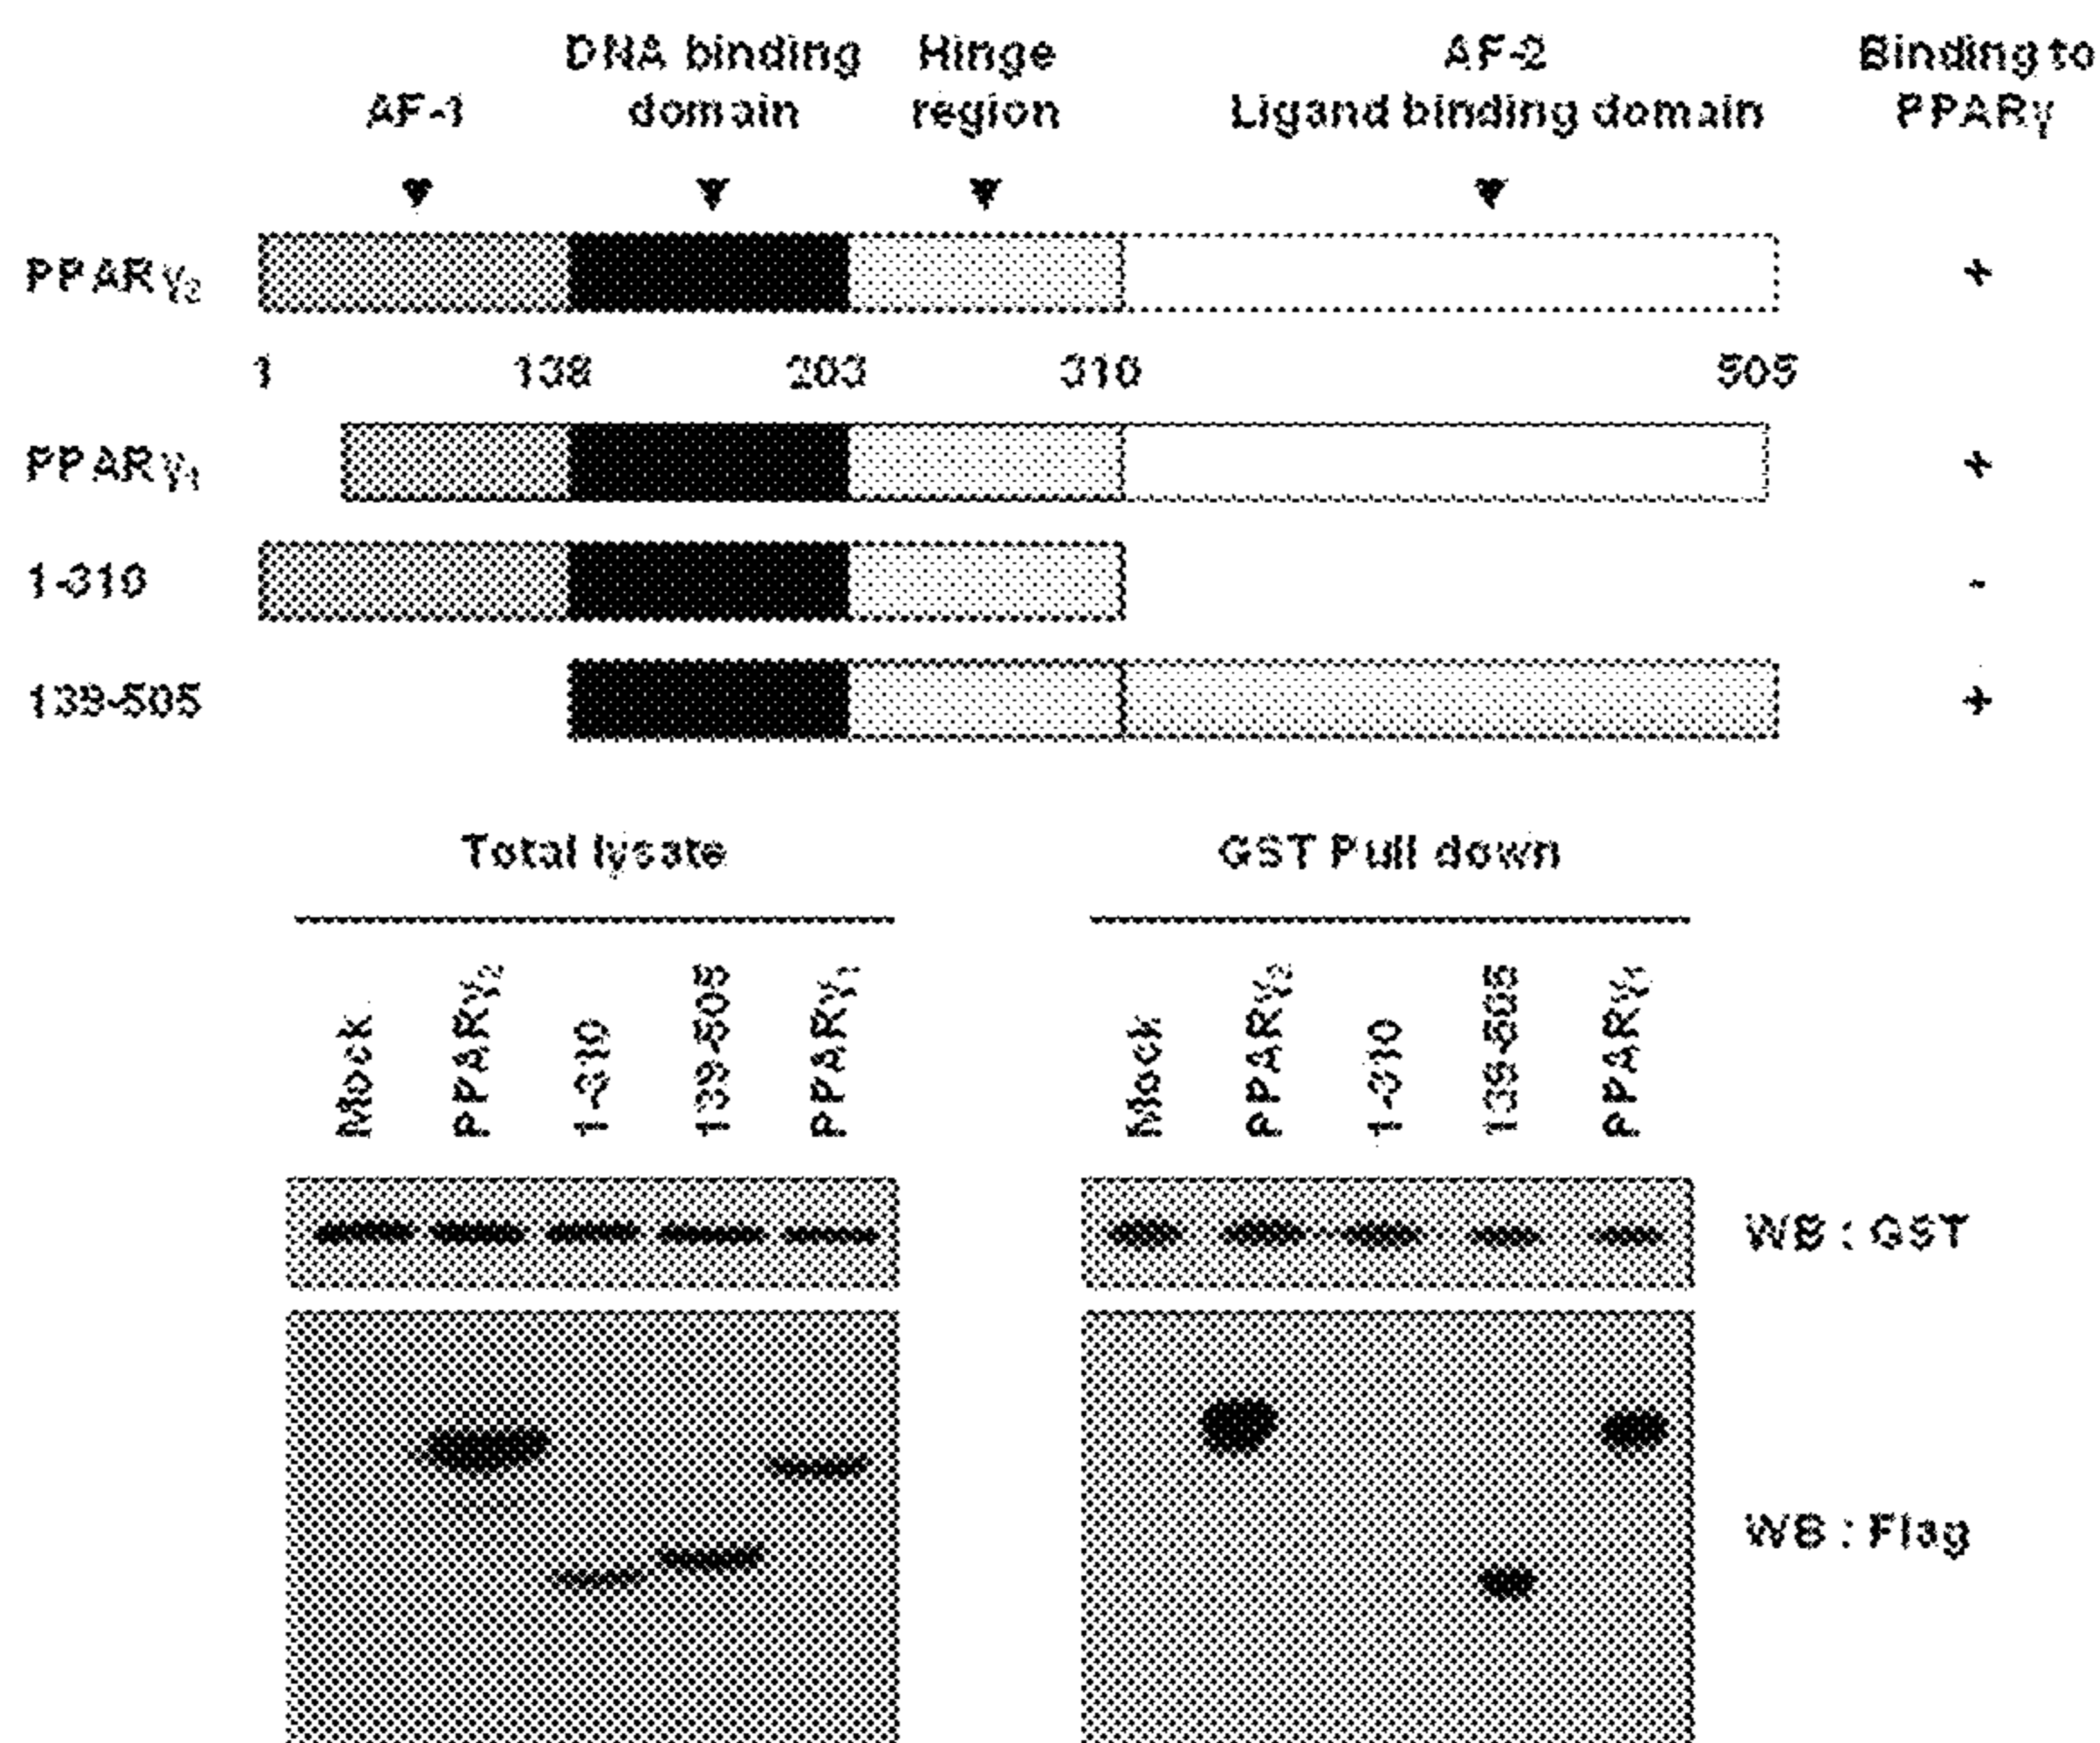 DNA binding Hinge AF-2 Binding to
AF-1 domain region Ligand binding domain PPARγ
PPARγ2 +
1 138 203 310 505
PPARγ1 +
1-310 -
139-505 +
Total lysate GST Pull down
Mock PPARγ2 1-310 139-505 PPARγ1 Mock PPARγ2 1-310 139-505 PPARγ1
WB : GST
WB : Flag